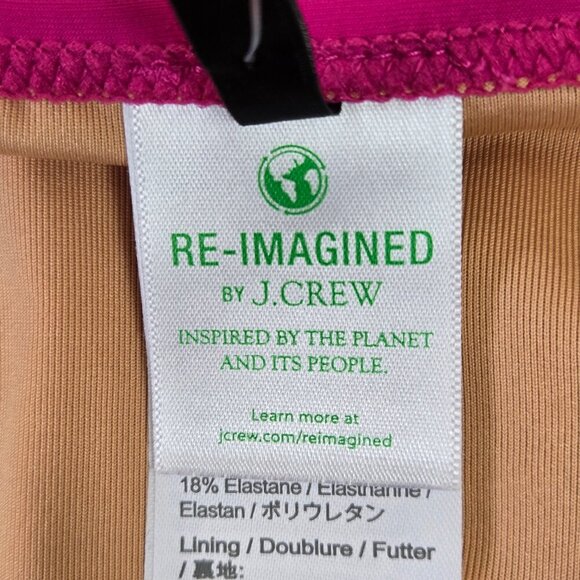 RE-IMAGINED
BY J.CREW
INSPIRED BY THE PLANET
AND ITS PEOPLE.
Learn more at
jcrew.com/reimagined
18% Elastane / Elasthanne /
Elastan / ポリウレタン
Lining / Doublure / Futter
/ 裏地: